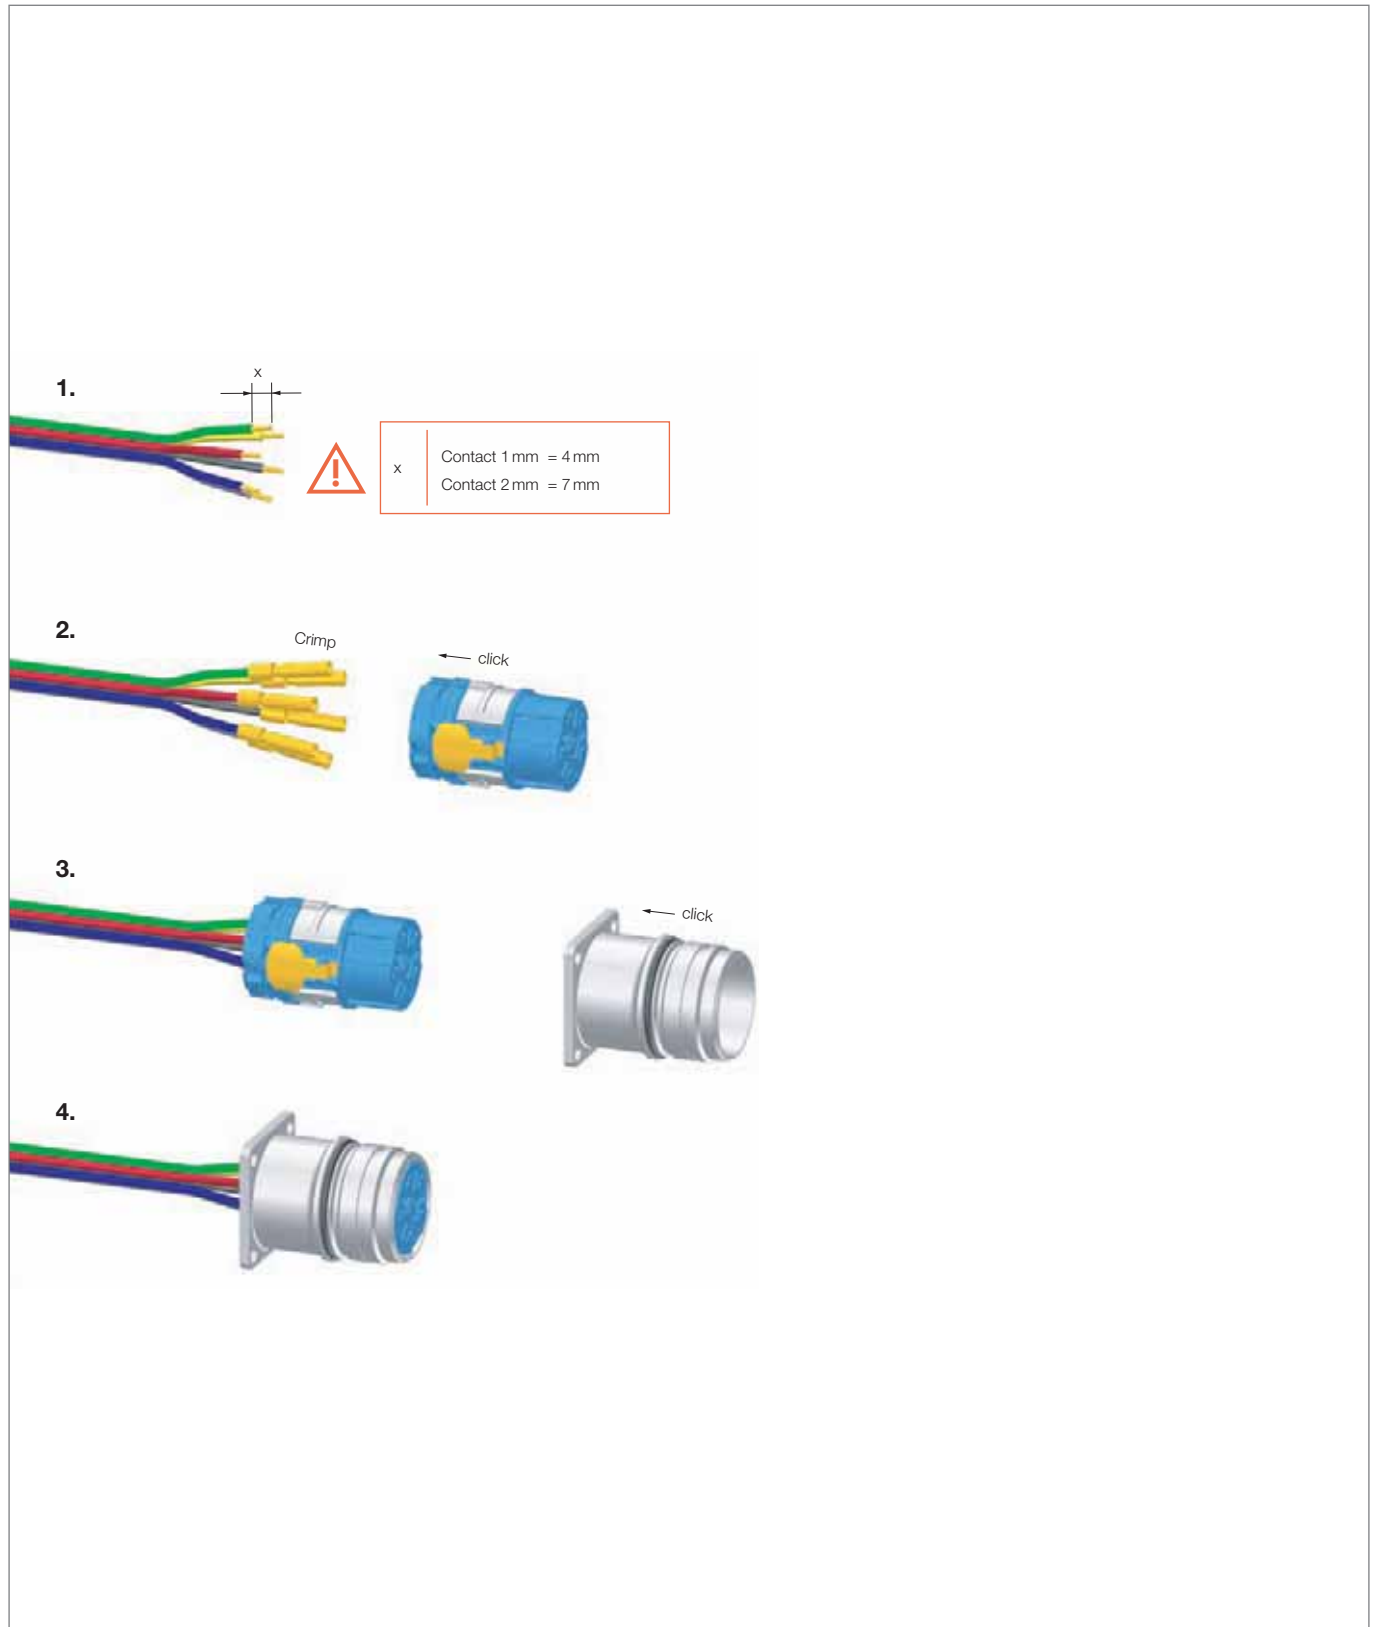 1.
x
x
Contact 1 mm = 4 mm
Contact 2 mm = 7 mm
2.
Crimp
click
3.
click
4.